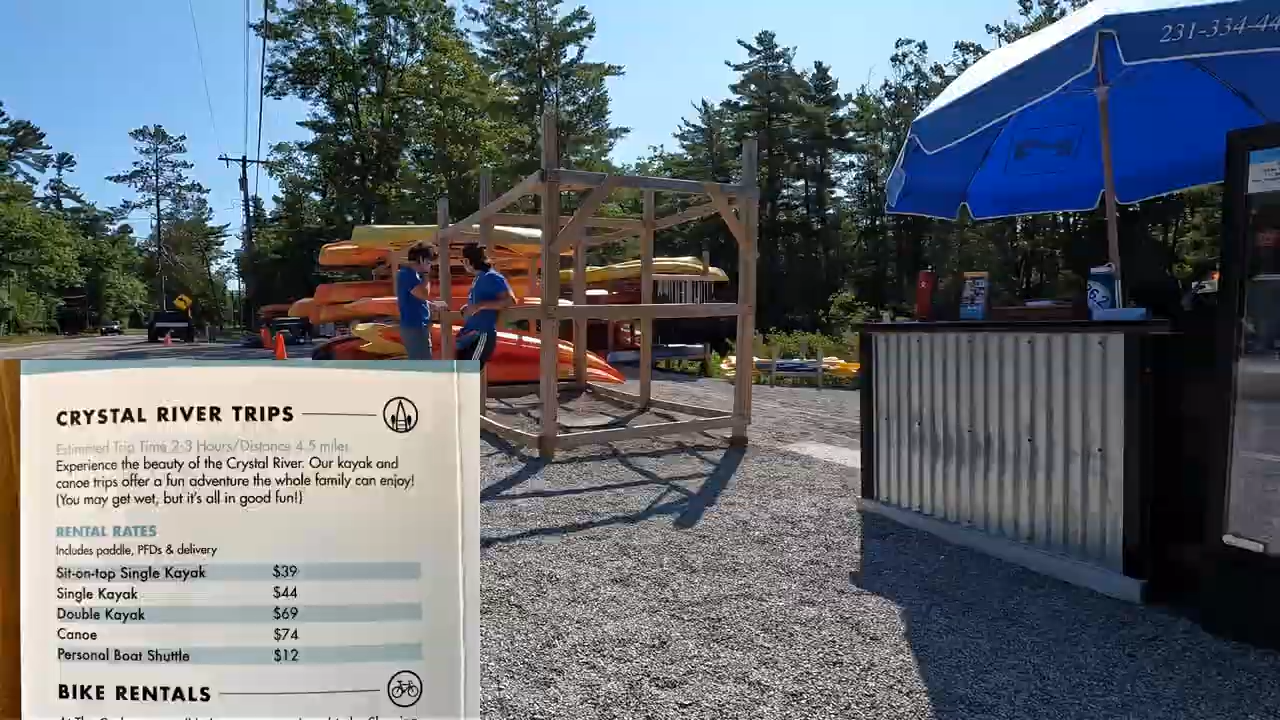 231-334-44
CRYSTAL RIVER TRIPS
Estimated Trip Time 2-3 Hours/Distance 4.5 miles
Experience the beauty of the Crystal River. Our kayak and
canoe trips offer a fun adventure the whole family can enjoy!
(You may get wet, but it's all in good fun!)
RENTAL RATES
Includes paddle, PFDs & delivery
Sit-on-top Single Kayak $39
Single Kayak $44
Double Kayak $69
Canoe $74
Personal Boat Shuttle $12
BIKE RENTALS